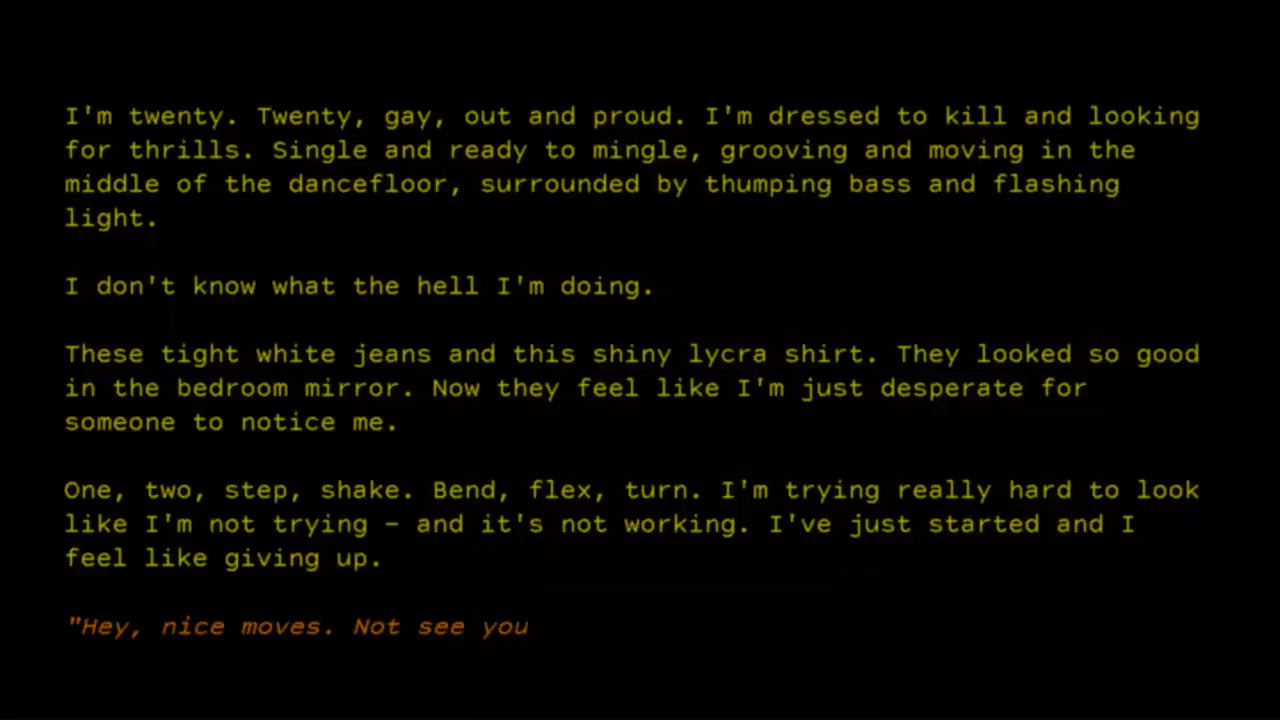 I'm twenty. Twenty, gay, out and proud. I'm dressed to kill and looking
for thrills. Single and ready to mingle, grooving and moving in the
middle of the dancefloor, surrounded by thumping bass and flashing
light.
I don't know what the hell I'm doing.
These tight white jeans and this shiny lycra shirt. They looked so good
in the bedroom mirror. Now they feel like I'm just desperate for
someone to notice me.
One, two, step, shake. Bend, flex, turn. I'm trying really hard to look
like I'm not trying – and it's not working. I've just started and I
feel like giving up.
"Hey, nice moves. Not see you